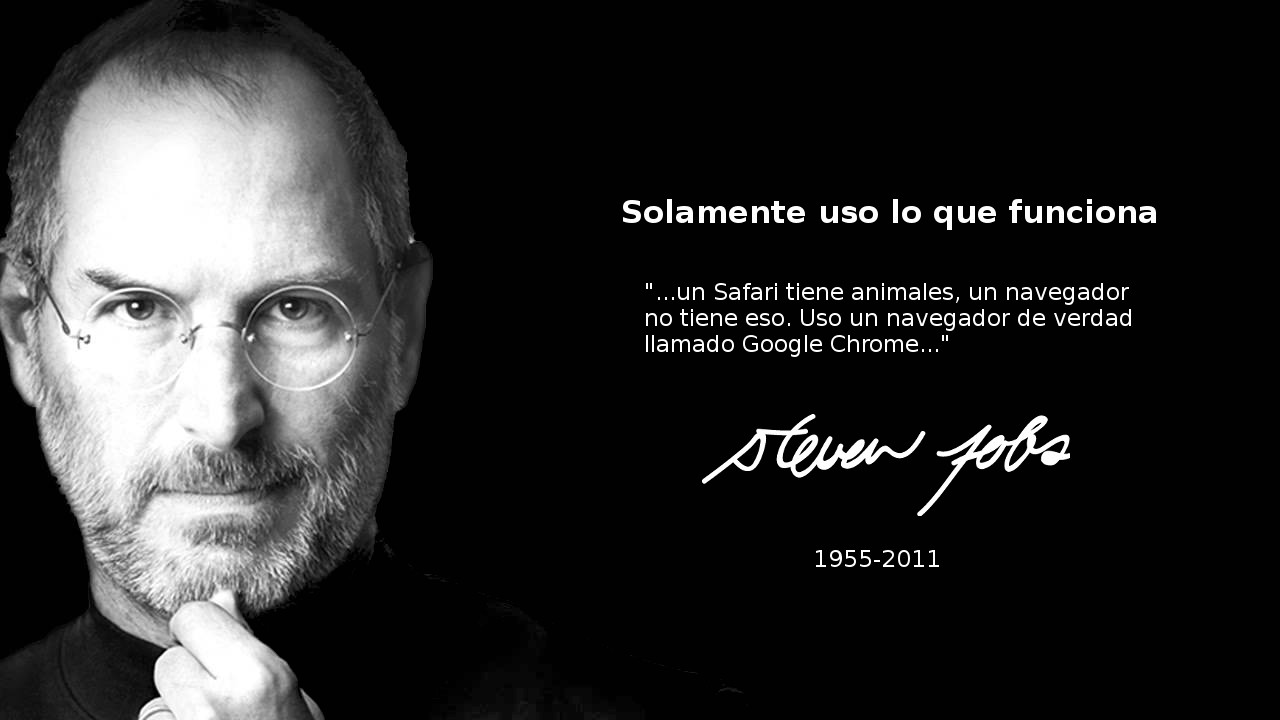 Solamente uso lo que funciona
"...un Safari tiene animales, un navegador
no tiene eso. Uso un navegador de verdad
llamado Google Chrome..."
steven jobs
1955-2011